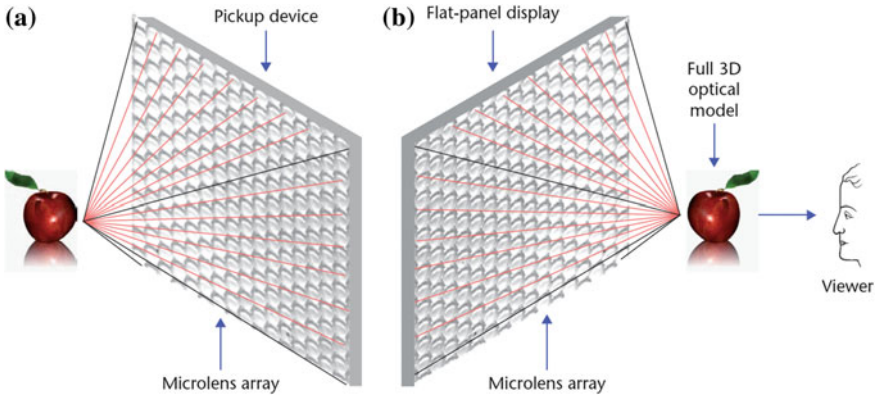 (a)
Pickup device
Microlens array
(b)
Flat-panel display
Full 3D
optical
model
Viewer
Microlens array